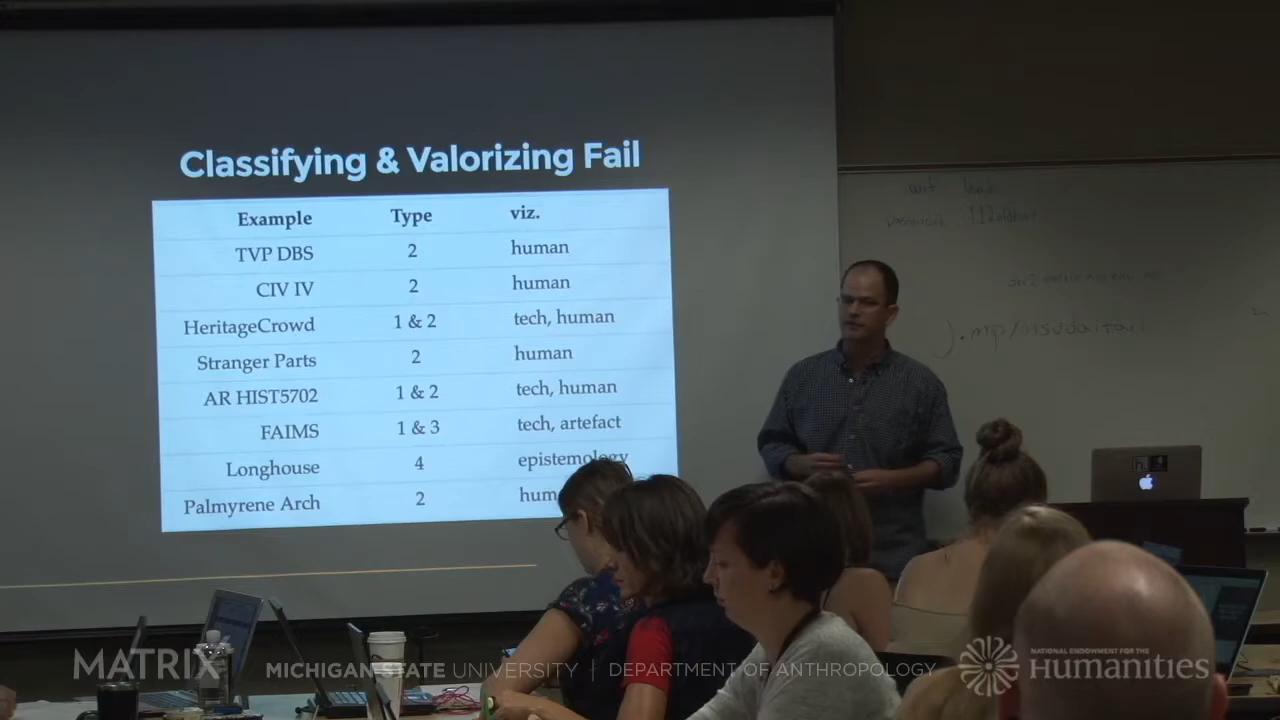 Classifying & Valorizing Fail
Example Type viz.
TVP DBS 2 human
CIV IV 2 human
HeritageCrowd 1 & 2 tech, human
Stranger Parts 2 human
AR HIST5702 1 & 2 tech, human
FAIMS 1 & 3 tech, artefact
Longhouse 4 epistemology
Palmyrene Arch 2 hum
MATRIX MICHIGAN STATE UNIVERSITY | DEPARTMENT OF ANTHROPOLOGY
NATIONAL ENDOWMENT FOR THE
Humanities